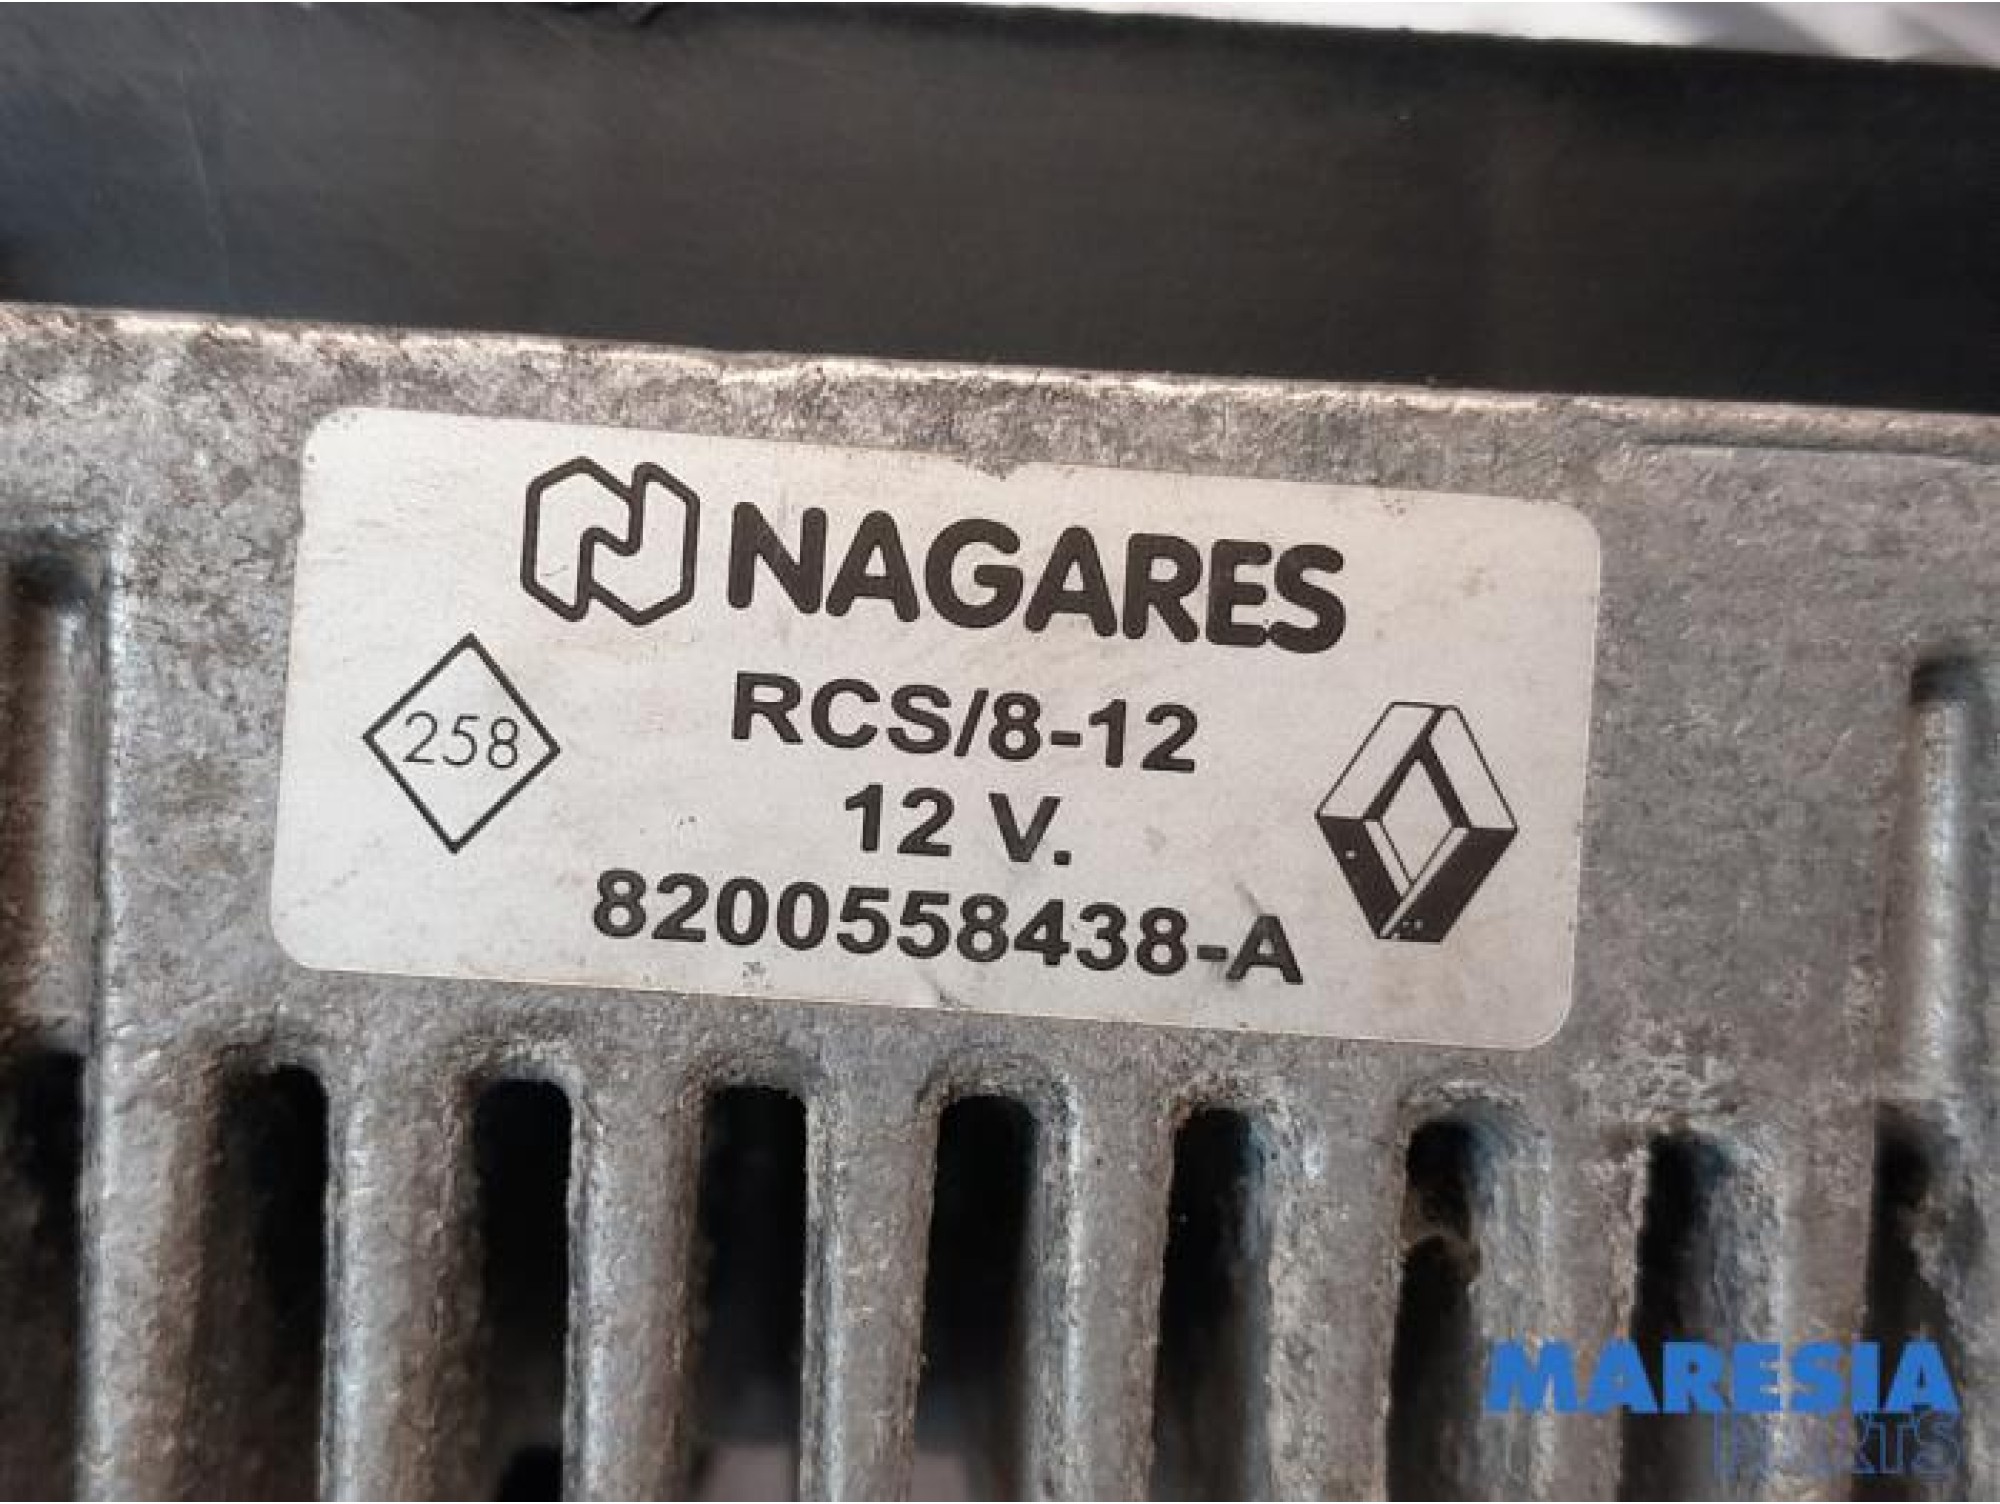 NAGARES
258
RCS/8-12
12 V.
8200558438-A
MARESIA
PARTS